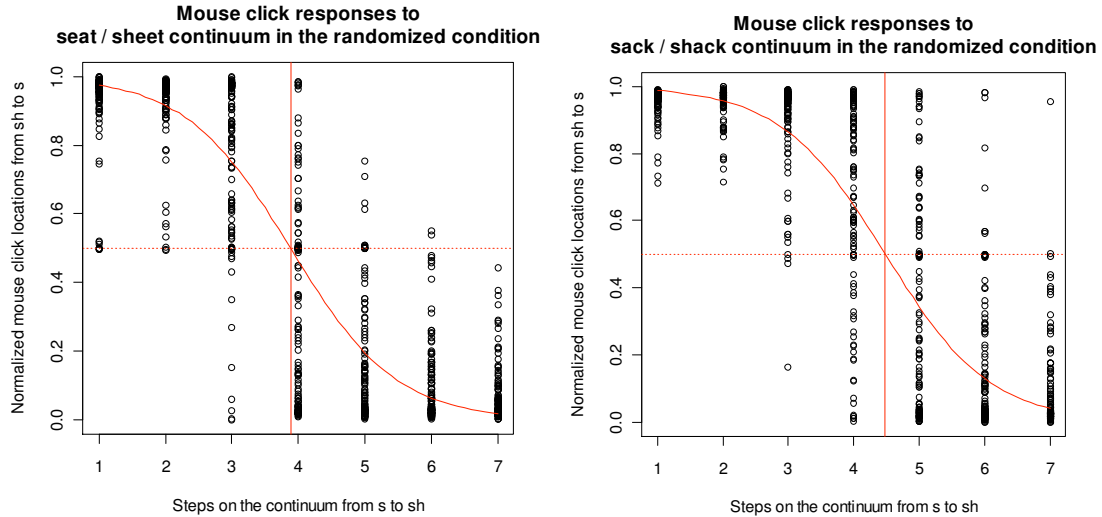 Mouse click responses to
seat / sheet continuum in the randomized condition
Normalized mouse click locations from sh to s
1.0
0.8
0.6
0.4
0.2
0.0
1 2 3 4 5 6 7
Steps on the continuum from s to sh
Mouse click responses to
sack / shack continuum in the randomized condition
Normalized mouse click locations from sh to s
1.0
0.8
0.6
0.4
0.2
0.0
1 2 3 4 5 6 7
Steps on the continuum from s to sh